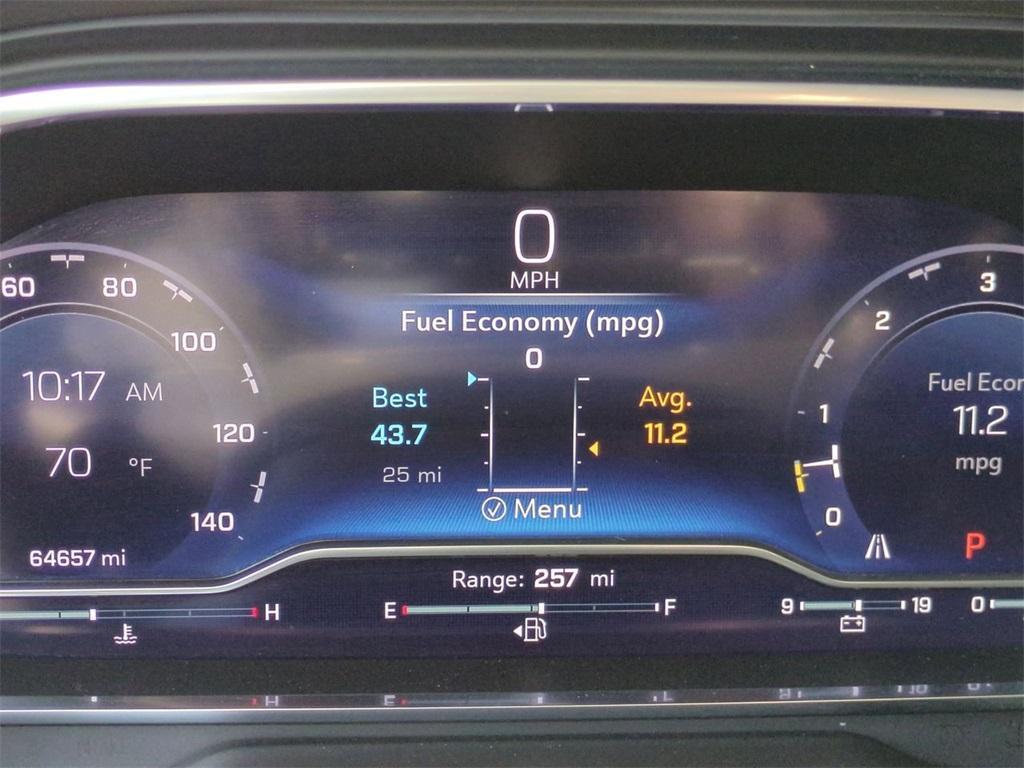 0
MPH
60
80
100
120
140
10:17 AM
70 °F
64657 mi
Fuel Economy (mpg)
0
Best
43.7
25 mi
Avg.
11.2
Menu
3
2
1
0
Fuel Econ
11.2
mpg
P
Range: 257 mi
H
E
F
9
19
0